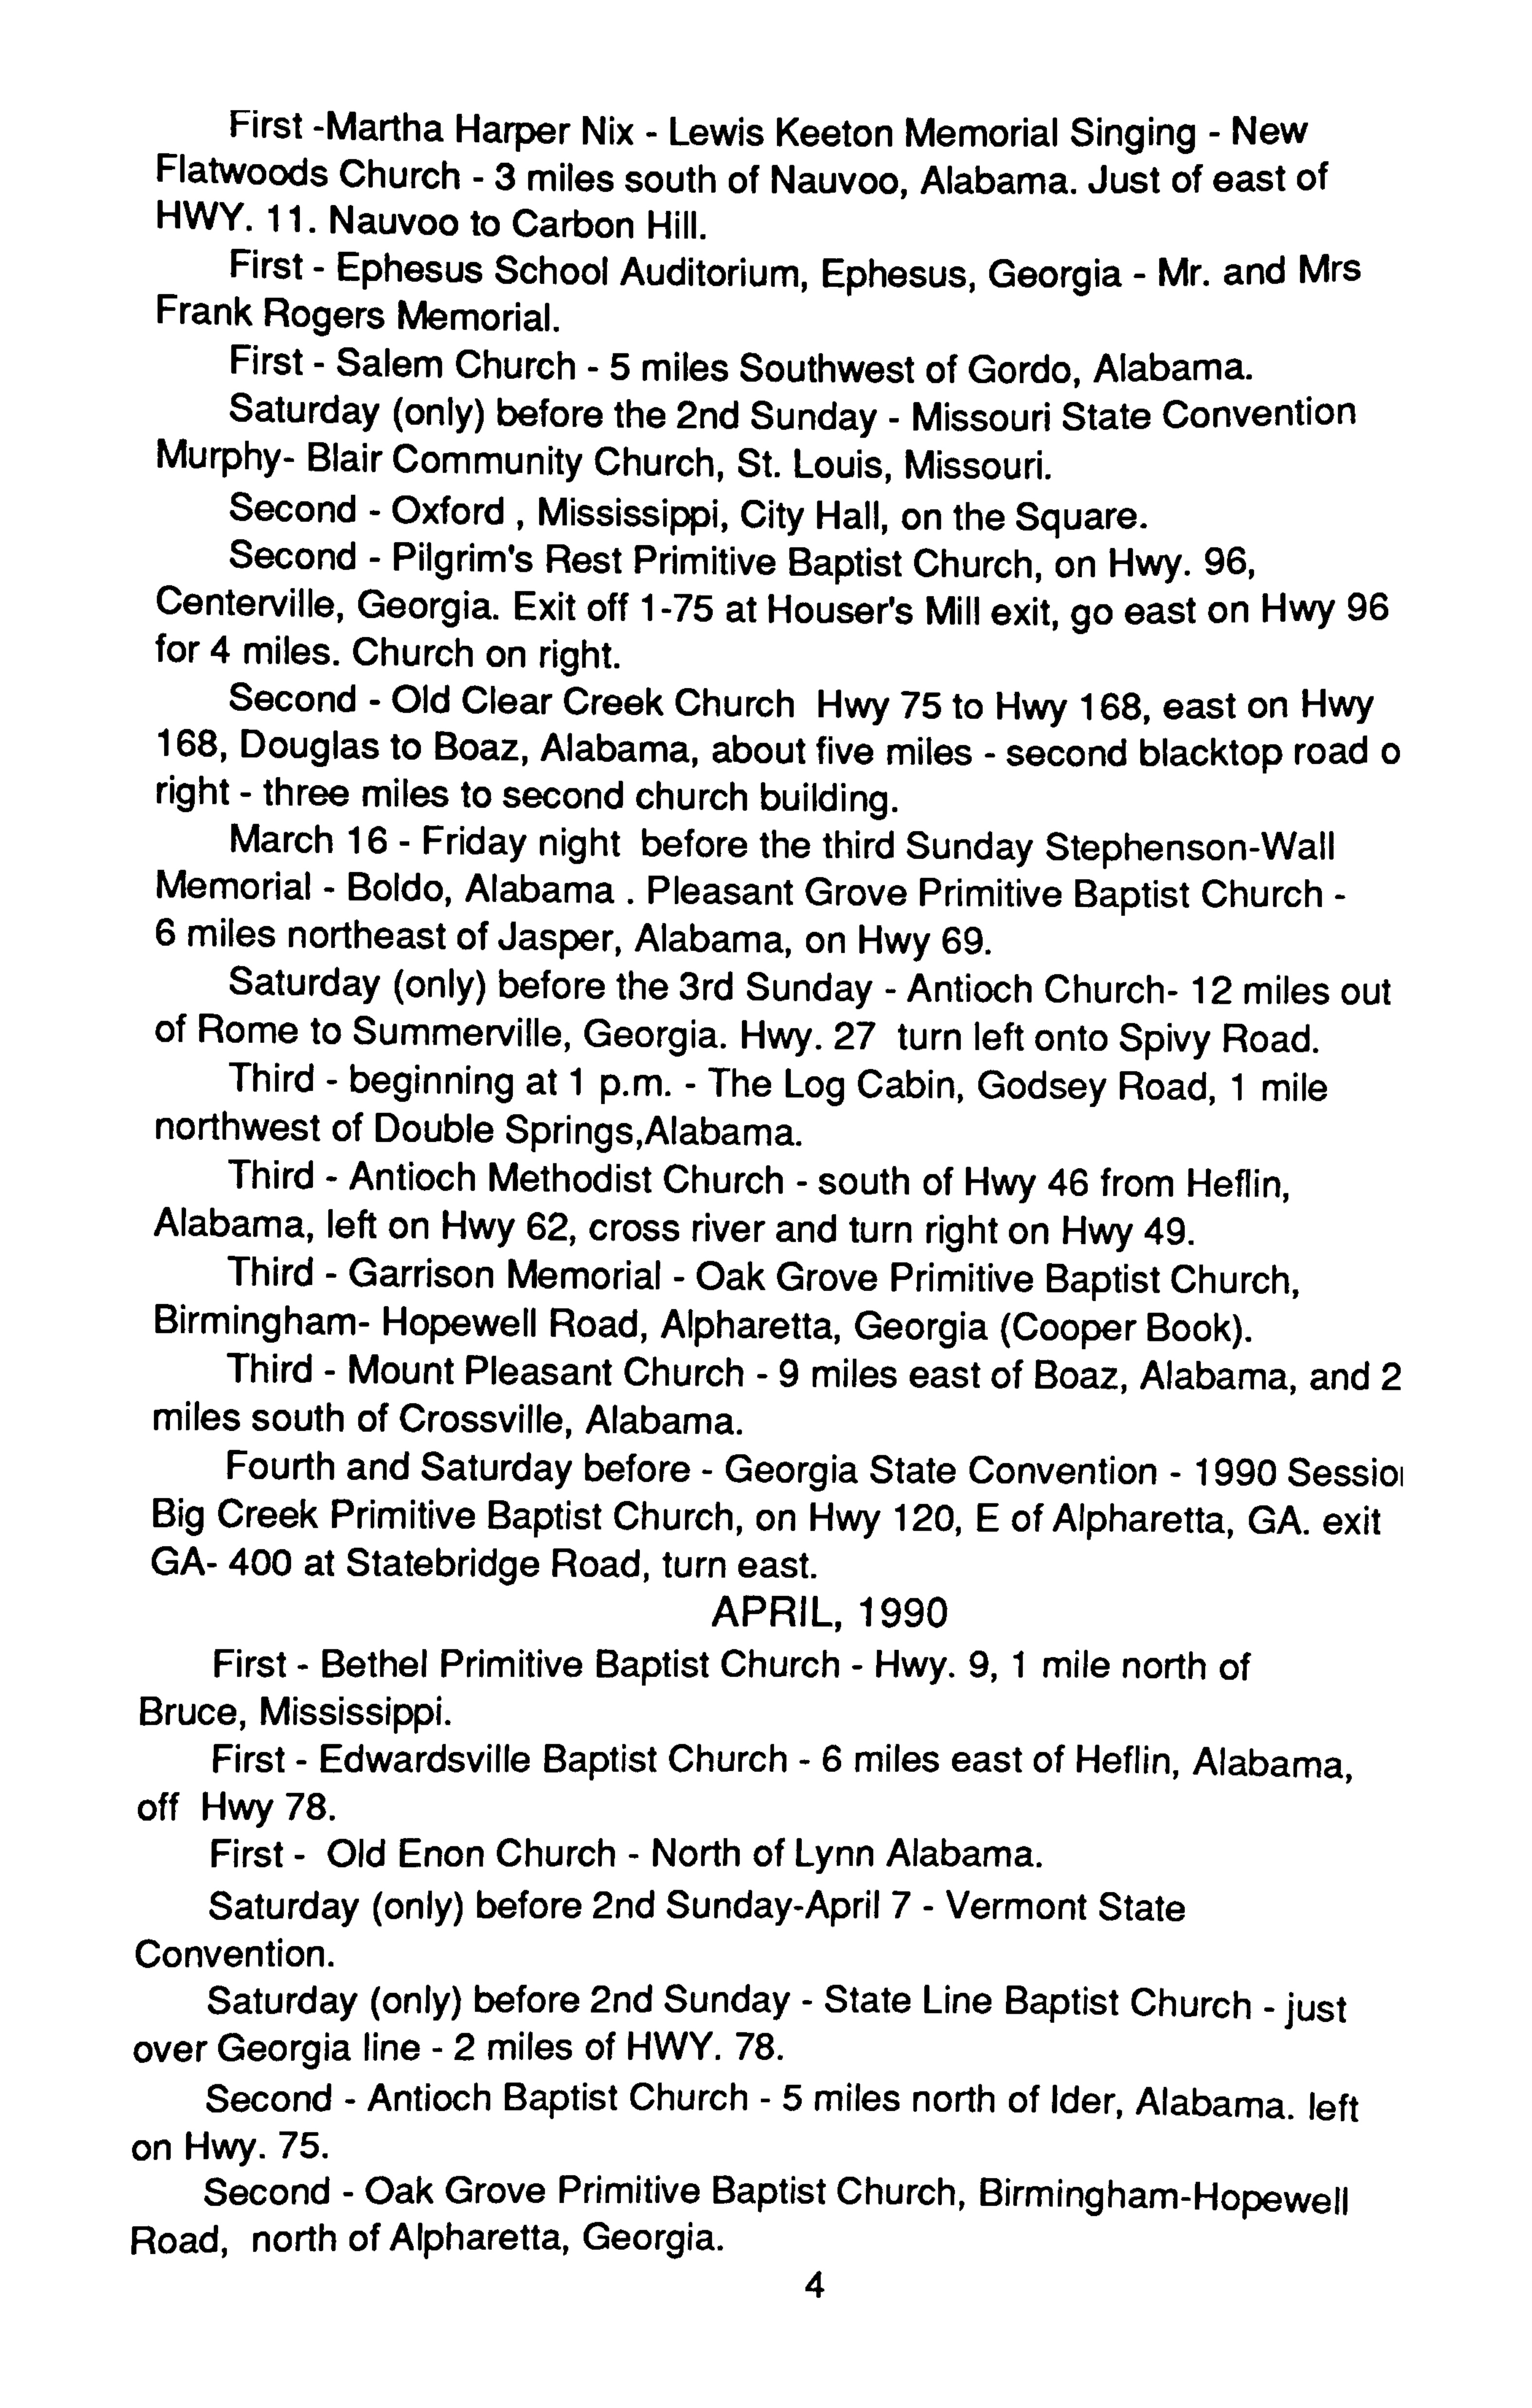 First -Martha Harper Nix - Lewis Keeton Memorial Singing - New
Flatwoods Church - 3 miles south of Nauvoo, Alabama. Just of east of
HWY. 11. Nauvoo to Carbon Hill.
First - Ephesus School Auditorium, Ephesus, Georgia - Mr. and Mrs
Frank Rogers Memorial.
First - Salem Church - 5 miles Southwest of Gordo, Alabama.
Saturday (only) before the 2nd Sunday - Missouri State Convention
Murphy- Blair Community Church, St. Louis, Missouri.
Second - Oxford , Mississippi, City Hall, on the Square.
Second - Pilgrim's Rest Primitive Baptist Church, on Hwy. 96,
Centerville, Georgia. Exit off 1-75 at Houser's Mill exit, go east on Hwy 96
for 4 miles. Church on right.
Second - Old Clear Creek Church Hwy 75 to Hwy 168, east on Hwy
168, Douglas to Boaz, Alabama, about five miles - second blacktop road o
right - three miles to second church building.
March 16 - Friday night before the third Sunday Stephenson-Wall
Memorial - Boldo, Alabama . Pleasant Grove Primitive Baptist Church -
6 miles northeast of Jasper, Alabama, on Hwy 69.
Saturday (only) before the 3rd Sunday - Antioch Church- 12 miles out
of Rome to Summerville, Georgia. Hwy. 27 turn left onto Spivy Road.
Third - beginning at 1 p.m. - The Log Cabin, Godsey Road, 1 mile
northwest of Double Springs,Alabama.
Third - Antioch Methodist Church - south of Hwy 46 from Heflin,
Alabama, left on Hwy 62, cross river and turn right on Hwy 49.
Third - Garrison Memorial - Oak Grove Primitive Baptist Church,
Birmingham- Hopewell Road, Alpharetta, Georgia (Cooper Book).
Third - Mount Pleasant Church - 9 miles east of Boaz, Alabama, and 2
miles south of Crossville, Alabama.
Fourth and Saturday before - Georgia State Convention - 1990 Sessio
Big Creek Primitive Baptist Church, on Hwy 120, E of Alpharetta, GA. exit
GA- 400 at Statebridge Road, turn east.
APRIL, 1990
First - Bethel Primitive Baptist Church - Hwy. 9, 1 mile north of
Bruce, Mississippi.
First - Edwardsville Baptist Church - 6 miles east of Heflin, Alabama,
off Hwy 78.
First - Old Enon Church - North of Lynn Alabama.
Saturday (only) before 2nd Sunday-April 7 - Vermont State
Convention.
Saturday (only) before 2nd Sunday - State Line Baptist Church - just
over Georgia line - 2 miles of HWY. 78.
Second - Antioch Baptist Church - 5 miles north of Ider, Alabama. left
on Hwy. 75.
Second - Oak Grove Primitive Baptist Church, Birmingham-Hopewell
Road, north of Alpharetta, Georgia.
4